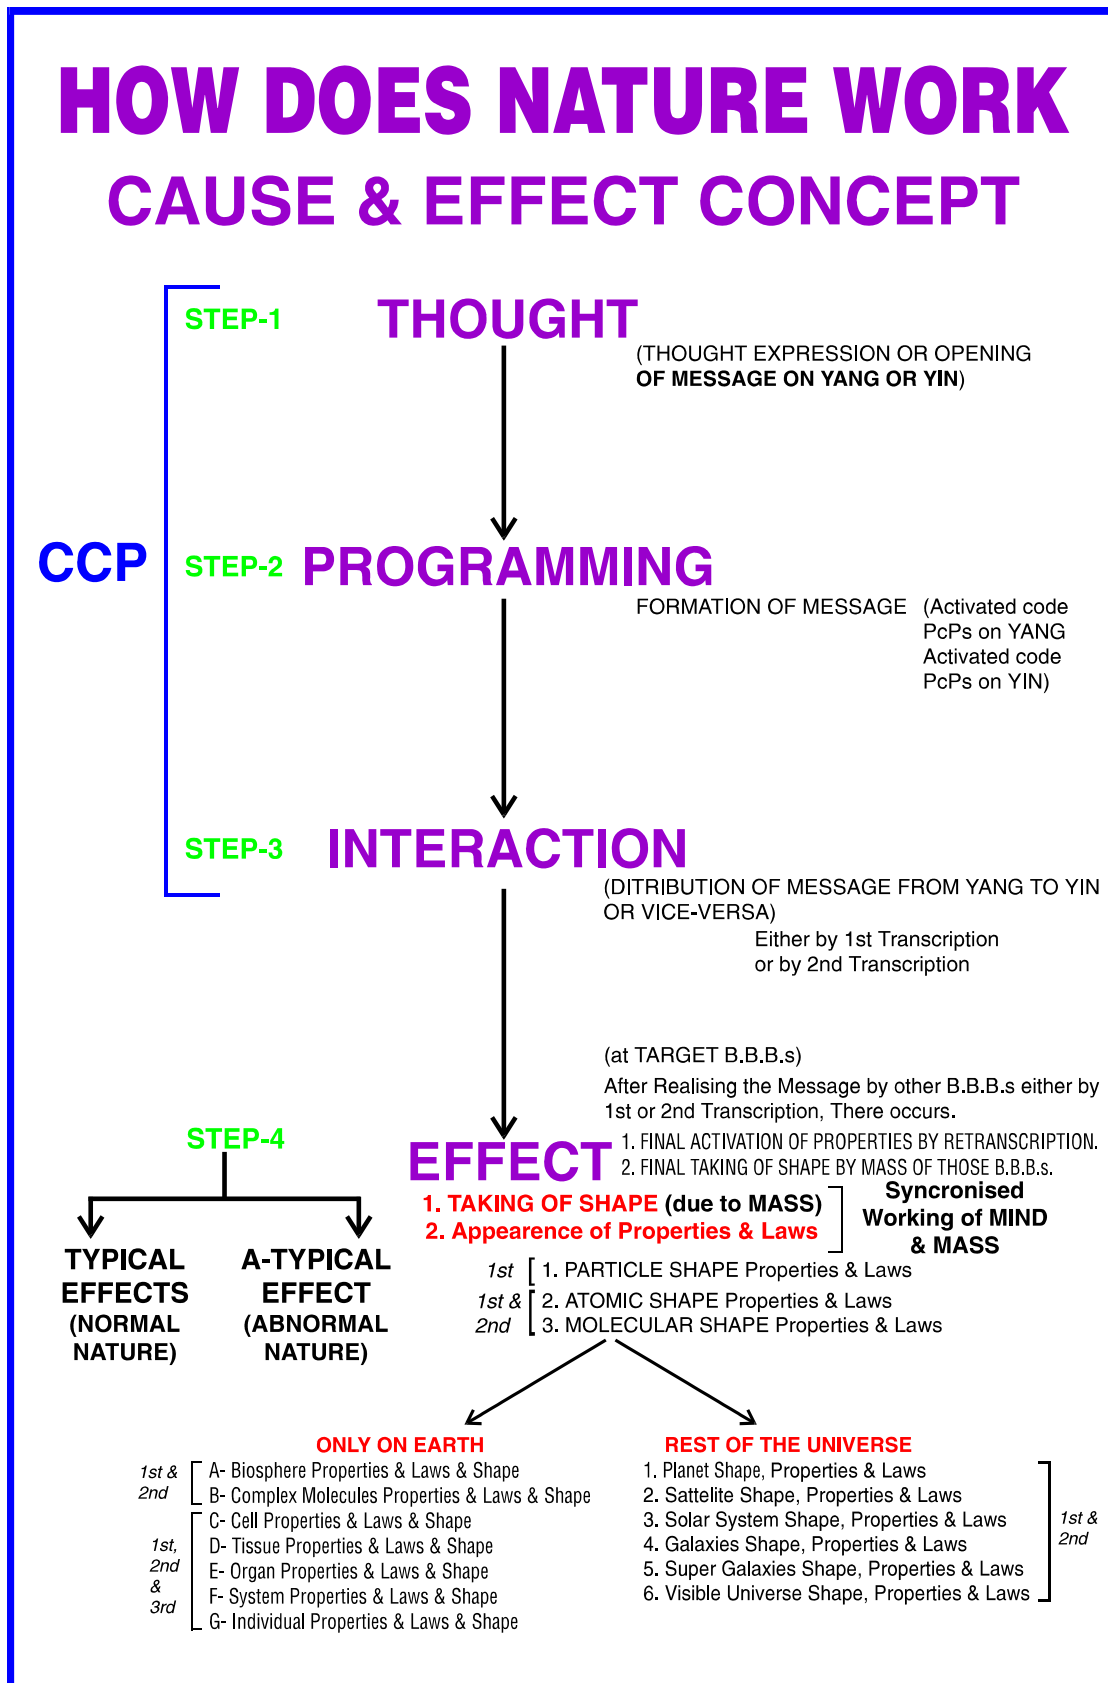 HOW DOES NATURE WORK
CAUSE & EFFECT CONCEPT
STEP-1 THOUGHT
(THOUGHT EXPRESSION OR OPENING
OF MESSAGE ON YANG OR YIN)
CCP
STEP-2 PROGRAMMING
FORMATION OF MESSAGE (Activated code
PcPs on YANG
Activated code
PcPs on YIN)
STEP-3 INTERACTION
(DITRIBUTION OF MESSAGE FROM YANG TO YIN
OR VICE-VERSA)
Either by 1st Transcription
or by 2nd Transcription
(at TARGET B.B.B.s)
After Realising the Message by other B.B.B.s either by
1st or 2nd Transcription, There occurs.
STEP-4
EFFECT
1. FINAL ACTIVATION OF PROPERTIES BY RETRANSCRIPTION.
2. FINAL TAKING OF SHAPE BY MASS OF THOSE B.B.B.s.
1. TAKING OF SHAPE (due to MASS)
2. Appearence of Properties & Laws
Syncronised
Working of MIND
& MASS
TYPICAL
EFFECTS
(NORMAL
NATURE)
A-TYPICAL
EFFECT
(ABNORMAL
NATURE)
1st 1. PARTICLE SHAPE Properties & Laws
1st &
2nd
2. ATOMIC SHAPE Properties & Laws
3. MOLECULAR SHAPE Properties & Laws
ONLY ON EARTH
1st &
2nd
A- Biosphere Properties & Laws & Shape
B- Complex Molecules Properties & Laws & Shape
1st,
2nd
&
3rd
C- Cell Properties & Laws & Shape
D- Tissue Properties & Laws & Shape
E- Organ Properties & Laws & Shape
F- System Properties & Laws & Shape
G- Individual Properties & Laws & Shape
REST OF THE UNIVERSE
1. Planet Shape, Properties & Laws
2. Sattelite Shape, Properties & Laws
3. Solar System Shape, Properties & Laws
4. Galaxies Shape, Properties & Laws
5. Super Galaxies Shape, Properties & Laws
6. Visible Universe Shape, Properties & Laws
1st &
2nd